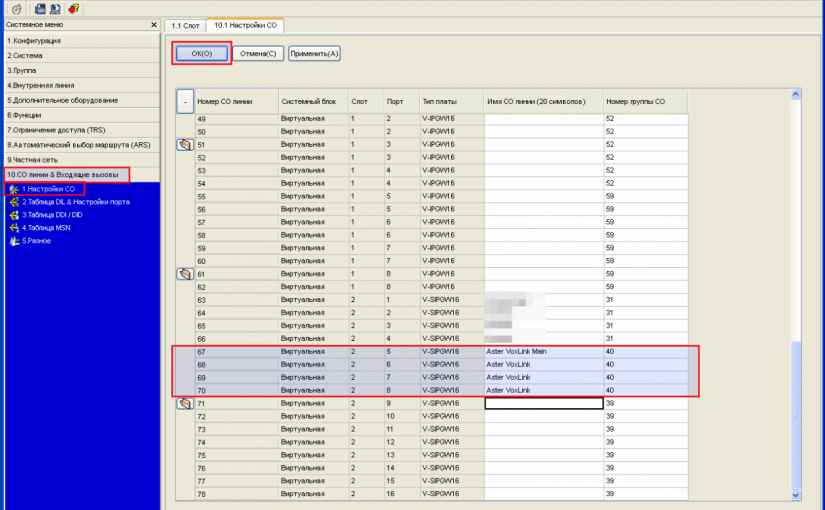 Системное меню
1.1 Слот 10.1 Настройки CO
1.Конфигурация
2.Система
3.Группа
4.Внутренняя линия
5.Дополнительное оборудование
6.Функции
7.Ограничение доступа (TRS)
8.Автоматический выбор маршрута (ARS)
9.Частная сеть
10.CO линии & Входящие вызовы
1.Настройки CO
2.Таблица DIL & Настройки порта
3.Таблица DDI / DID
4.Таблица MSN
5.Разное
OK(O) Отмена(C) Применить(A)
- Номер CO линии Системный блок Слот Порт Тип платы Имя CO линии (20 символов) Номер группы CO
49 Виртуальная 1 2 V-IPGW16 52
50 Виртуальная 1 2 V-IPGW16 52
51 Виртуальная 1 3 V-IPGW16 52
52 Виртуальная 1 3 V-IPGW16 52
53 Виртуальная 1 4 V-IPGW16 52
54 Виртуальная 1 4 V-IPGW16 52
55 Виртуальная 1 5 V-IPGW16 59
56 Виртуальная 1 5 V-IPGW16 59
57 Виртуальная 1 6 V-IPGW16 59
58 Виртуальная 1 6 V-IPGW16 59
59 Виртуальная 1 7 V-IPGW16 59
60 Виртуальная 1 7 V-IPGW16 59
61 Виртуальная 1 8 V-IPGW16 59
62 Виртуальная 1 8 V-IPGW16 59
63 Виртуальная 2 1 V-SIPGW16 31
64 Виртуальная 2 2 V-SIPGW16 31
65 Виртуальная 2 3 V-SIPGW16 31
66 Виртуальная 2 4 V-SIPGW16 31
67 Виртуальная 2 5 V-SIPGW16 Aster VoxLink Main 40
68 Виртуальная 2 6 V-SIPGW16 Aster VoxLink 40
69 Виртуальная 2 7 V-SIPGW16 Aster VoxLink 40
70 Виртуальная 2 8 V-SIPGW16 Aster VoxLink 40
71 Виртуальная 2 9 V-SIPGW16 39
72 Виртуальная 2 10 V-SIPGW16 39
73 Виртуальная 2 11 V-SIPGW16 39
74 Виртуальная 2 12 V-SIPGW16 39
75 Виртуальная 2 13 V-SIPGW16 39
76 Виртуальная 2 14 V-SIPGW16 39
77 Виртуальная 2 15 V-SIPGW16 39
78 Виртуальная 2 16 V-SIPGW16 39